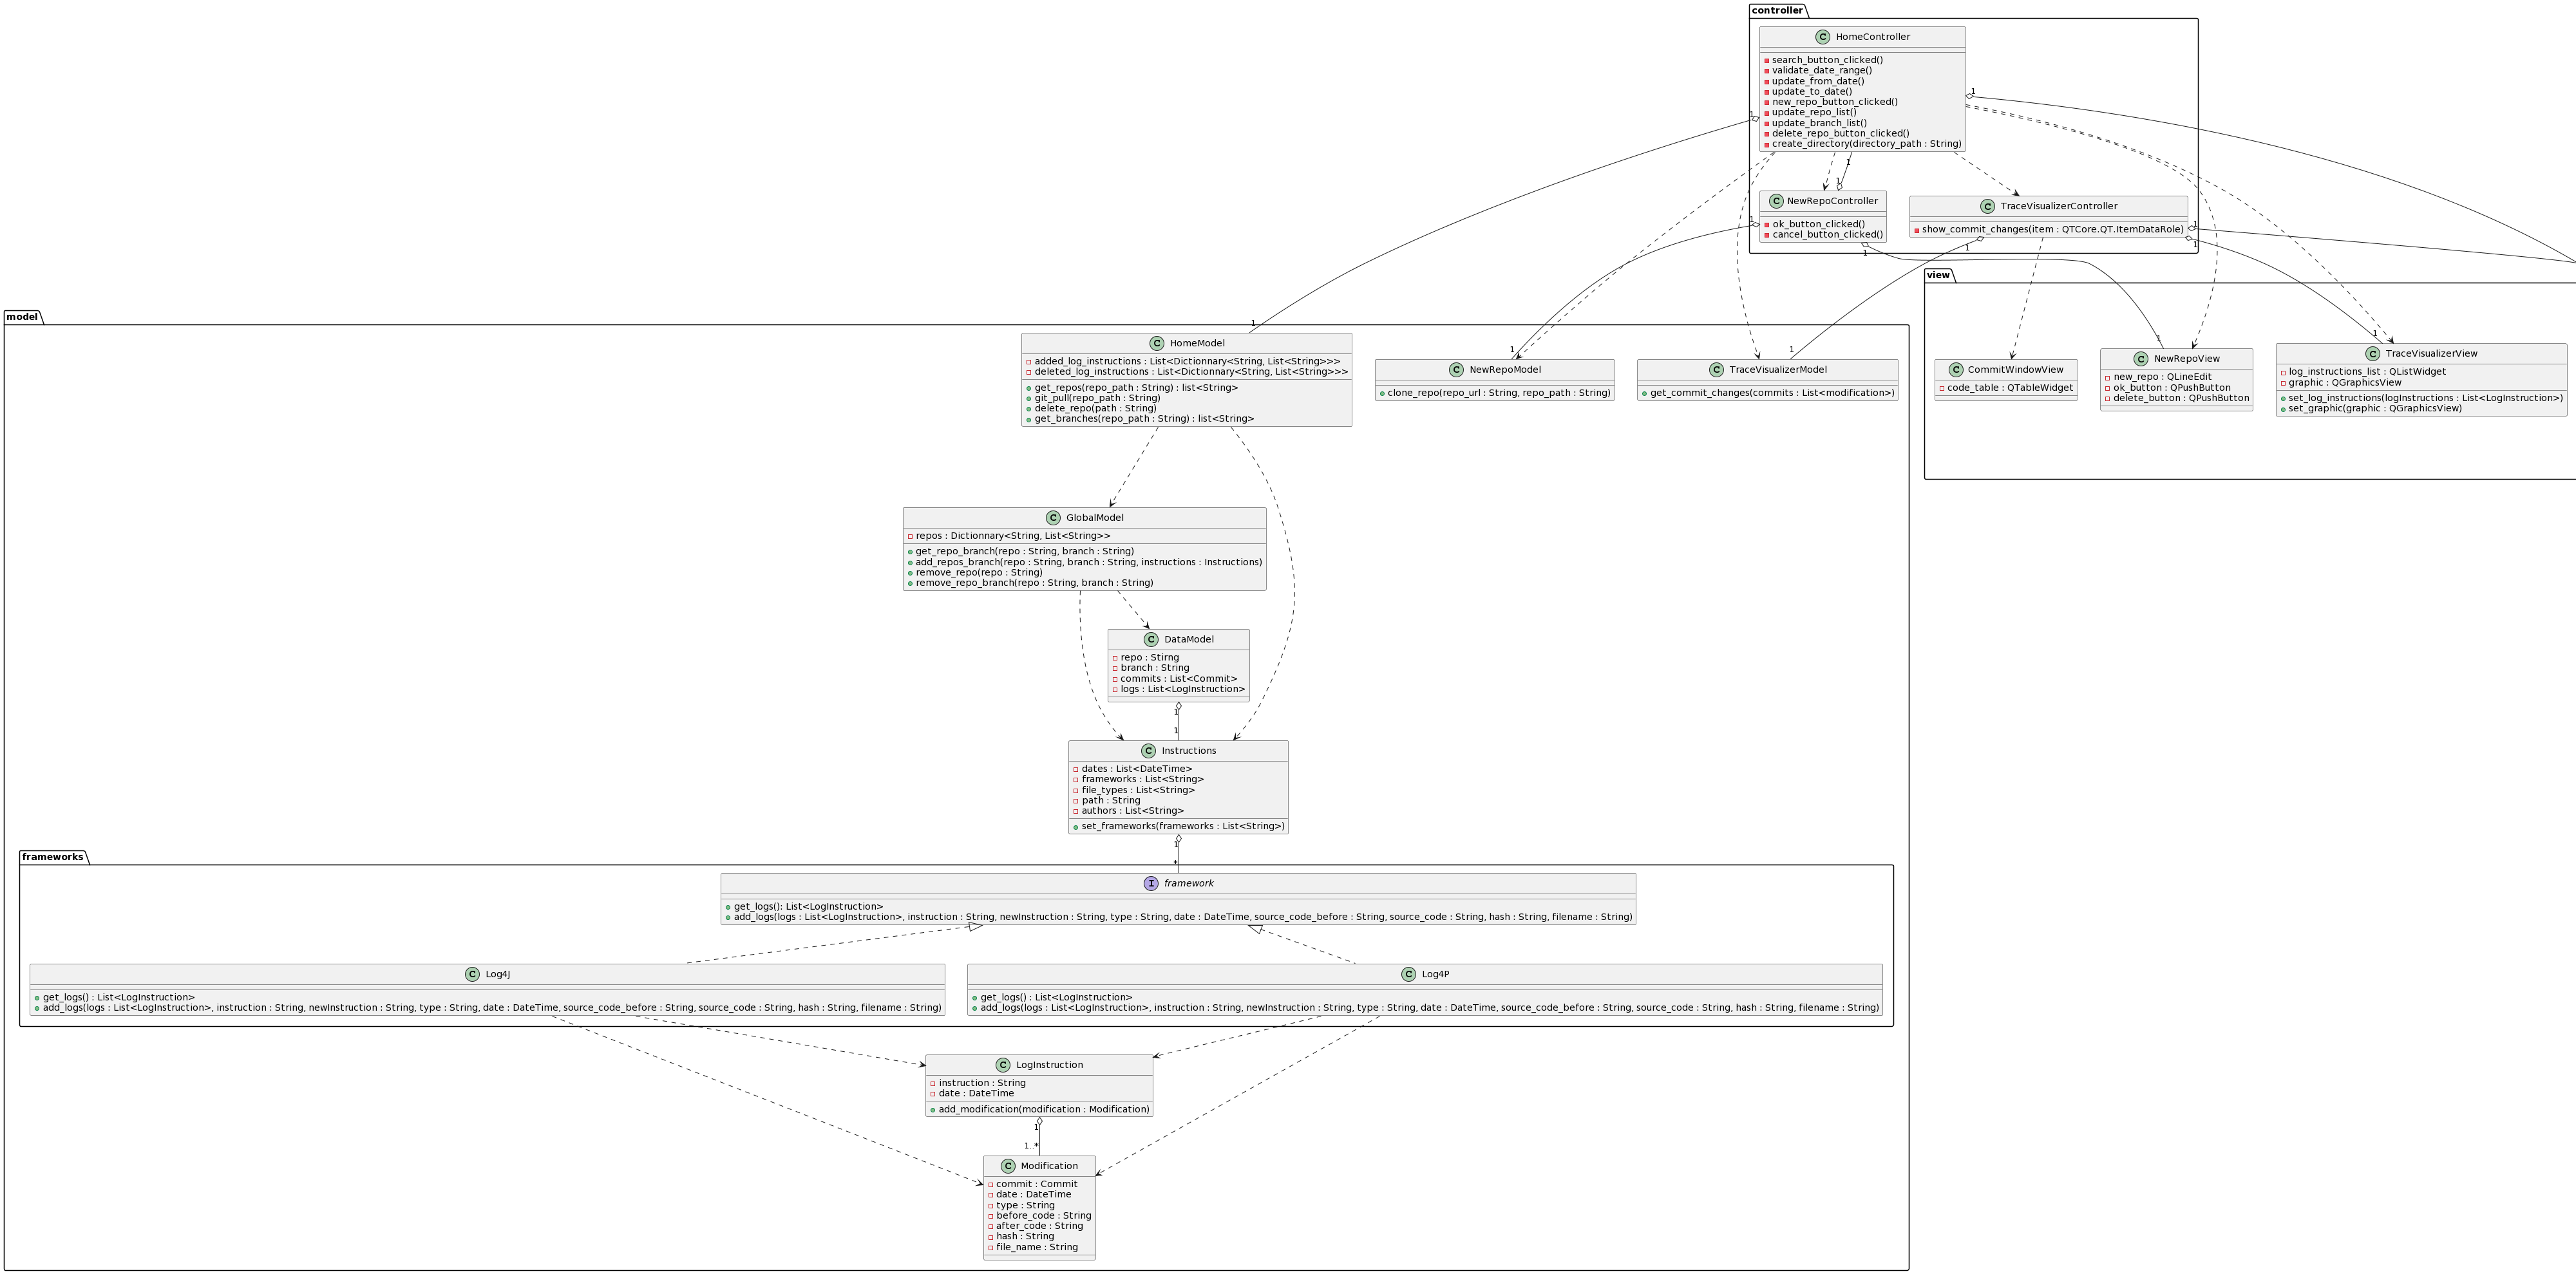 controller
HomeController
search_button_clicked()
validate_date_range()
update_from_date()
update_to_date()
new_repo_button_clicked()
update_repo_list()
update_branch_list()
delete_repo_button_clicked()
create_directory(directory_path : String)
1
1
1
1
NewRepoController
ok_button_clicked()
cancel_button_clicked()
1
1
TraceVisualizerController
show_commit_changes(item : QTCore.QT.ItemDataRole)
1
1
1
view
CommitWindowView
code_table : QTableWidget
1
NewRepoView
new_repo : QLineEdit
ok_button : QPushButton
delete_button : QPushButton
1
TraceVisualizerView
log_instructions_list : QListWidget
graphic : QGraphicsView
set_log_instructions(logInstructions : List<LogInstruction>)
set_graphic(graphic : QGraphicsView)
model
1
HomeModel
added_log_instructions : List<Dictionnary<String, List<String>>>
deleted_log_instructions : List<Dictionnary<String, List<String>>>
get_repos(repo_path : String) : list<String>
git_pull(repo_path : String)
delete_repo(path : String)
get_branches(repo_path : String) : list<String>
1
NewRepoModel
clone_repo(repo_url : String, repo_path : String)
1
TraceVisualizerModel
get_commit_changes(commits : List<modification>)
GlobalModel
repos : Dictionnary<String, List<String>>
get_repo_branch(repo : String, branch : String)
add_repos_branch(repo : String, branch : String, instructions : Instructions)
remove_repo(repo : String)
remove_repo_branch(repo : String, branch : String)
DataModel
repo : Stirng
branch : String
commits : List<Commit>
logs : List<LogInstruction>
1
1
Instructions
dates : List<DateTime>
frameworks : List<String>
file_types : List<String>
path : String
authors : List<String>
set_frameworks(frameworks : List<String>)
1
*
frameworks
framework
get_logs(): List<LogInstruction>
add_logs(logs : List<LogInstruction>, instruction : String, newInstruction : String, type : String, date : DateTime, source_code_before : String, source_code : String, hash : String, filename : String)
Log4J
get_logs() : List<LogInstruction>
add_logs(logs : List<LogInstruction>, instruction : String, newInstruction : String, type : String, date : DateTime, source_code_before : String, source_code : String, hash : String, filename : String)
Log4P
get_logs() : List<LogInstruction>
add_logs(logs : List<LogInstruction>, instruction : String, newInstruction : String, type : String, date : DateTime, source_code_before : String, source_code : String, hash : String, filename : String)
LogInstruction
instruction : String
date : DateTime
add_modification(modification : Modification)
1
1..*
Modification
commit : Commit
date : DateTime
type : String
before_code : String
after_code : String
hash : String
file_name : String